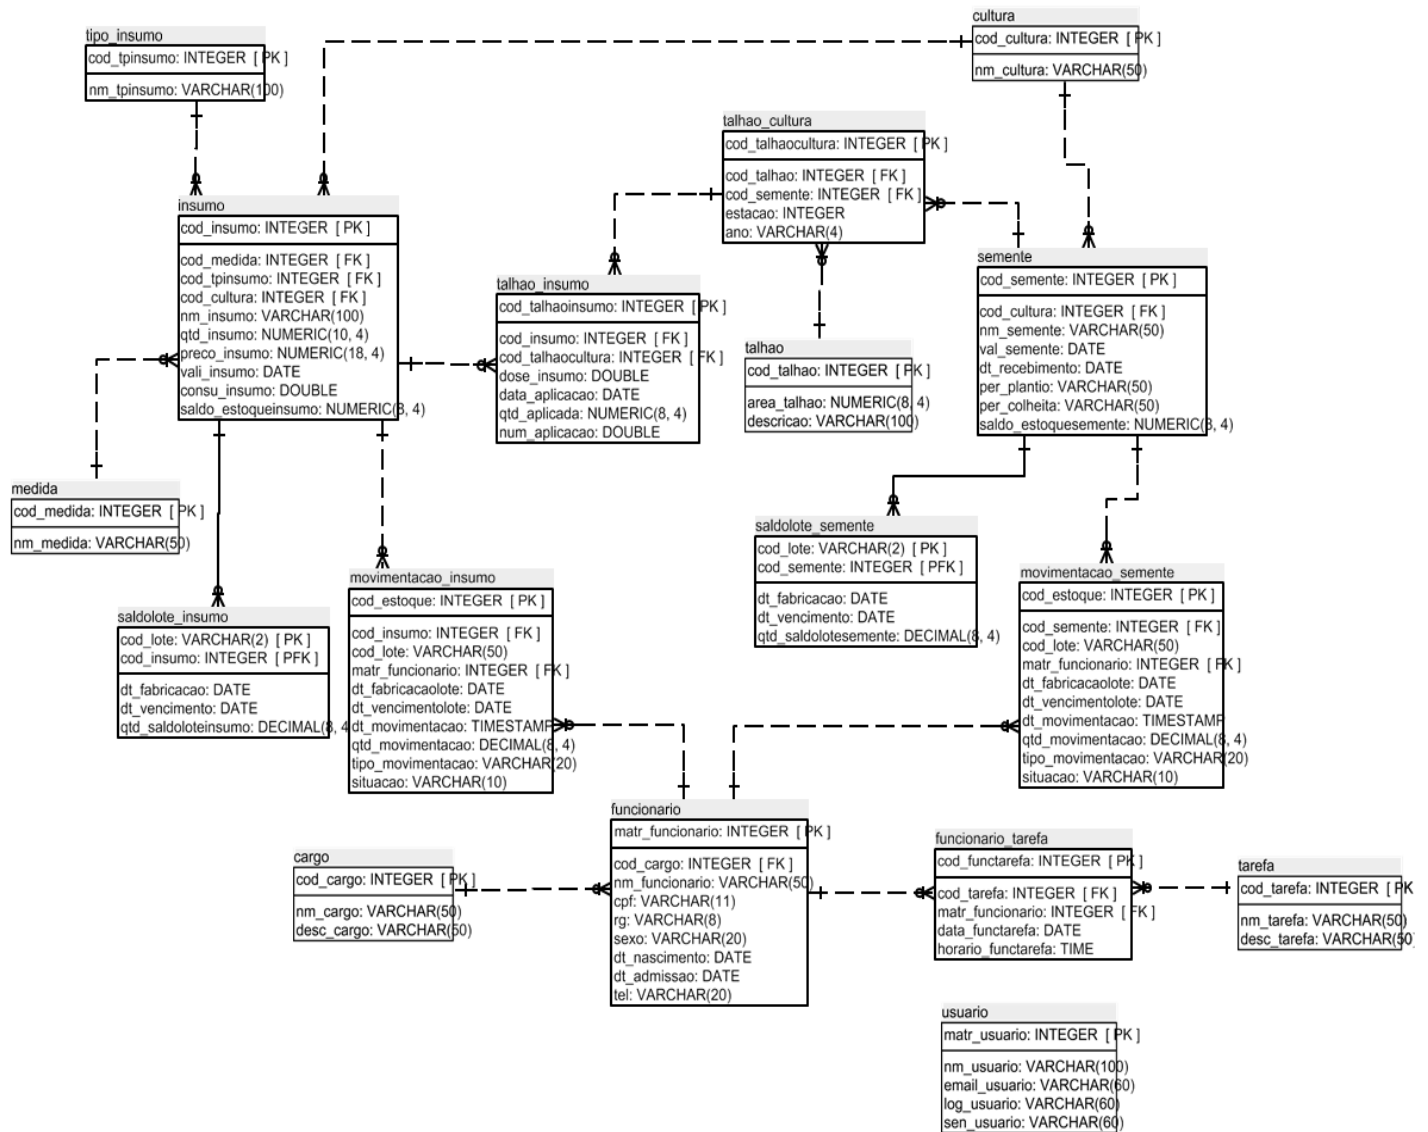 tipo_insumo
cod_tpinsumo: INTEGER [ PK ]
nm_tpinsumo: VARCHAR(100)
cultura
cod_cultura: INTEGER [ PK ]
nm_cultura: VARCHAR(50)
talhao_cultura
cod_talhaocultura: INTEGER [ PK ]
cod_talhao: INTEGER [ FK ]
cod_semente: INTEGER [ FK ]
estacao: INTEGER
ano: VARCHAR(4)
insumo
cod_insumo: INTEGER [ PK ]
cod_medida: INTEGER [ FK ]
cod_tpinsumo: INTEGER [ FK ]
cod_cultura: INTEGER [ FK ]
nm_insumo: VARCHAR(100)
qtd_insumo: NUMERIC(10, 4)
preco_insumo: NUMERIC(18, 4)
vali_insumo: DATE
consu_insumo: DOUBLE
saldo_estoqueinsumo: NUMERIC(8, 4)
talhao_insumo
cod_talhaoinsumo: INTEGER [ PK ]
cod_insumo: INTEGER [ FK ]
cod_talhaocultura: INTEGER [ FK ]
dose_insumo: DOUBLE
data_aplicacao: DATE
qtd_aplicada: NUMERIC(8, 4)
num_aplicacao: DOUBLE
talhao
cod_talhao: INTEGER [ PK ]
area_talhao: NUMERIC(8, 4)
descricao: VARCHAR(100)
semente
cod_semente: INTEGER [ PK ]
cod_cultura: INTEGER [ FK ]
nm_semente: VARCHAR(50)
val_semente: DATE
dt_recebimento: DATE
per_plantio: VARCHAR(50)
per_colheita: VARCHAR(50)
saldo_estoquesemente: NUMERIC(8, 4)
medida
cod_medida: INTEGER [ PK ]
nm_medida: VARCHAR(50)
saldolote_insumo
cod_lote: VARCHAR(2) [ PK ]
cod_insumo: INTEGER [ PFK ]
dt_fabricacao: DATE
dt_vencimento: DATE
qtd_saldoloteinsumo: DECIMAL(8, 4
movimentacao_insumo
cod_estoque: INTEGER [ PK ]
cod_insumo: INTEGER [ FK ]
cod_lote: VARCHAR(50)
matr_funcionario: INTEGER [ FK ]
dt_fabricacaolote: DATE
dt_vencimentolote: DATE
dt_movimentacao: TIMESTAMP
qtd_movimentacao: DECIMAL(8, 4)
tipo_movimentacao: VARCHAR(20)
situacao: VARCHAR(10)
saldolote_semente
cod_lote: VARCHAR(2) [ PK ]
cod_semente: INTEGER [ PFK ]
dt_fabricacao: DATE
dt_vencimento: DATE
qtd_saldolotesemente: DECIMAL(8, 4)
movimentacao_semente
cod_estoque: INTEGER [ PK ]
cod_semente: INTEGER [ FK ]
cod_lote: VARCHAR(50)
matr_funcionario: INTEGER [ FK ]
dt_fabricacaolote: DATE
dt_vencimentolote: DATE
dt_movimentacao: TIMESTAMP
qtd_movimentacao: DECIMAL(8, 4)
tipo_movimentacao: VARCHAR(20)
situacao: VARCHAR(10)
cargo
cod_cargo: INTEGER [ PK ]
nm_cargo: VARCHAR(50)
desc_cargo: VARCHAR(50)
funcionario
matr_funcionario: INTEGER [ PK ]
cod_cargo: INTEGER [ FK ]
nm_funcionario: VARCHAR(50)
cpf: VARCHAR(11)
rg: VARCHAR(8)
sexo: VARCHAR(20)
dt_nascimento: DATE
dt_admissao: DATE
tel: VARCHAR(20)
funcionario_tarefa
cod_functarefa: INTEGER [ PK ]
cod_tarefa: INTEGER [ FK ]
matr_funcionario: INTEGER [ FK ]
data_functarefa: DATE
horario_functarefa: TIME
tarefa
cod_tarefa: INTEGER [ PK
nm_tarefa: VARCHAR(50)
desc_tarefa: VARCHAR(50)
usuario
matr_usuario: INTEGER [ PK ]
nm_usuario: VARCHAR(100)
email_usuario: VARCHAR(60)
log_usuario: VARCHAR(60)
sen_usuario: VARCHAR(60)